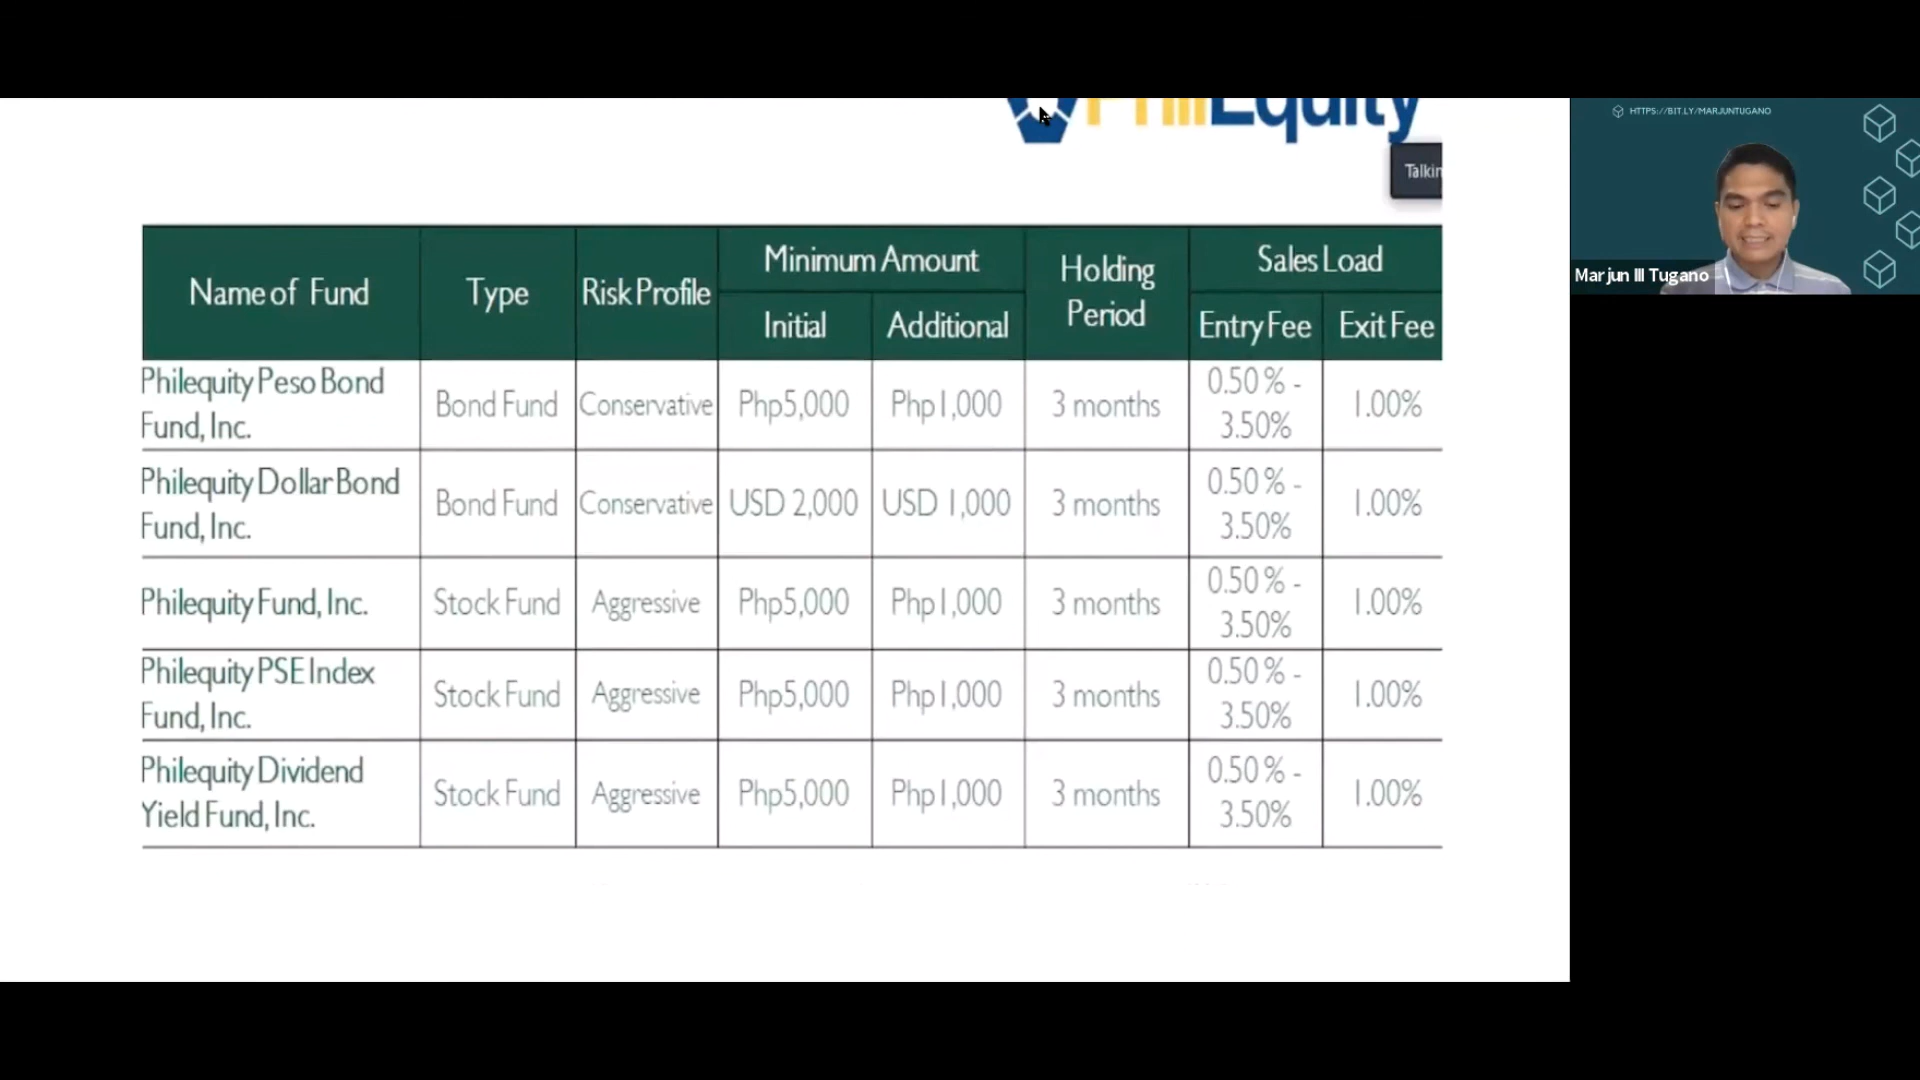 PhilEquity
Talkin
HTTPS://BIT.LY/MARJUNTUGANO
Marjun III Tugano
Name of Fund
Type
Risk Profile
Minimum Amount
Initial
Additional
Holding
Period
Sales Load
Entry Fee
Exit Fee
Philequity Peso Bond
Fund, Inc.
Bond Fund
Conservative
Php5,000
Php1,000
3 months
0.50% -
3.50%
1.00%
Philequity Dollar Bond
Fund, Inc.
Bond Fund
Conservative
USD 2,000
USD 1,000
3 months
0.50% -
3.50%
1.00%
Philequity Fund, Inc.
Stock Fund
Aggressive
Php5,000
Php1,000
3 months
0.50% -
3.50%
1.00%
Philequity PSE Index
Fund, Inc.
Stock Fund
Aggressive
Php5,000
Php1,000
3 months
0.50% -
3.50%
1.00%
Philequity Dividend
Yield Fund, Inc.
Stock Fund
Aggressive
Php5,000
Php1,000
3 months
0.50% -
3.50%
1.00%